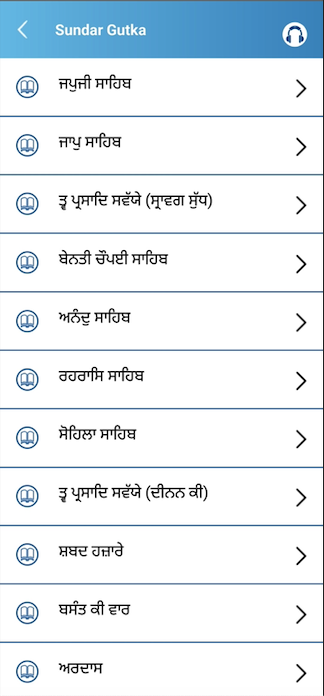 Sundar Gutka
ਜਪੁਜੀ ਸਾਹਿਬ
ਜਾਪੁ ਸਾਹਿਬ
ਤ੍ਵ ਪ੍ਰਸਾਦਿ ਸਵੱਯੇ (ਸ੍ਰਾਵਗ ਸੁੱਧ)
ਬੇਨਤੀ ਚੌਪਈ ਸਾਹਿਬ
ਅਨੰਦੁ ਸਾਹਿਬ
ਰਹਰਾਸਿ ਸਾਹਿਬ
ਸੋਹਿਲਾ ਸਾਹਿਬ
ਤ੍ਵ ਪ੍ਰਸਾਦਿ ਸਵੱਯੇ (ਦੀਨਨ ਕੀ)
ਸ਼ਬਦ ਹਜ਼ਾਰੇ
ਬਸੰਤ ਕੀ ਵਾਰ
ਅਰਦਾਸ